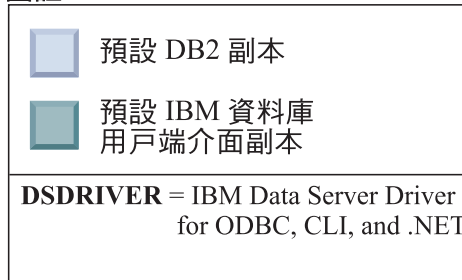 預設 DB2 副本
預設 IBM 資料庫
用戶端介面副本
DSDRIVER = IBM Data Server Driver
for ODBC, CLI, and .NET